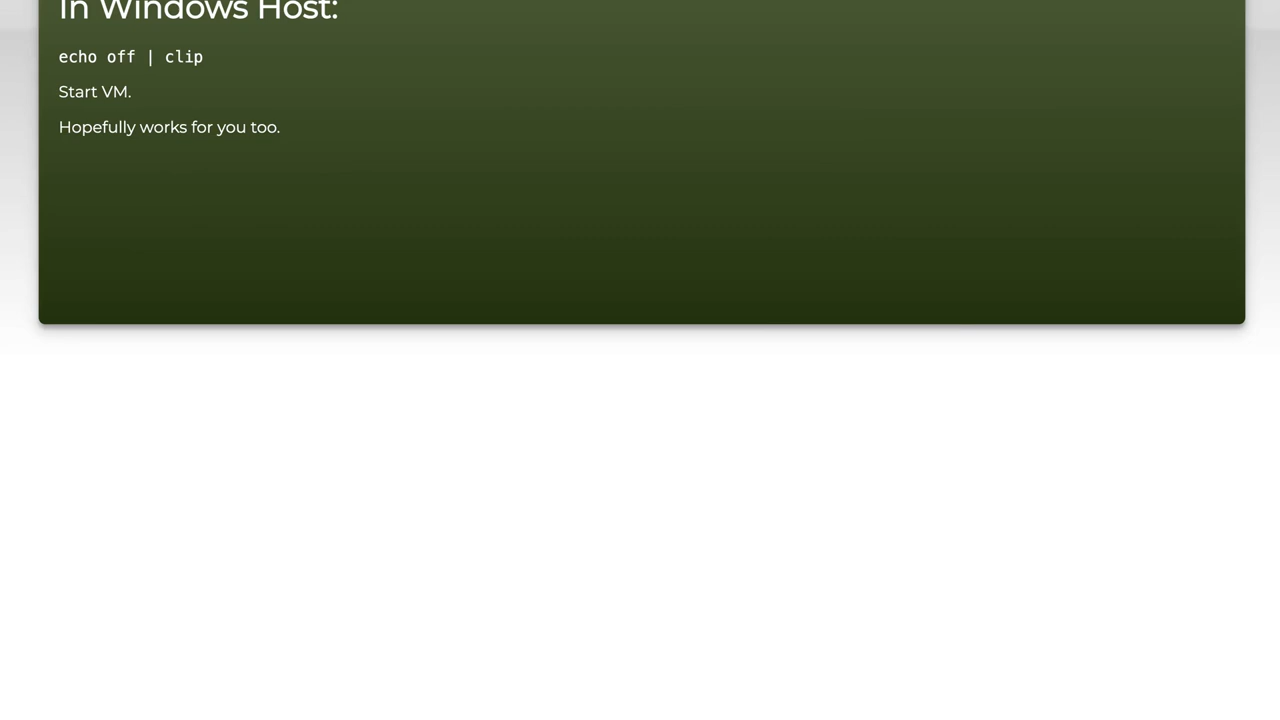 In Windows Host:
echo off | clip
Start VM.
Hopefully works for you too.